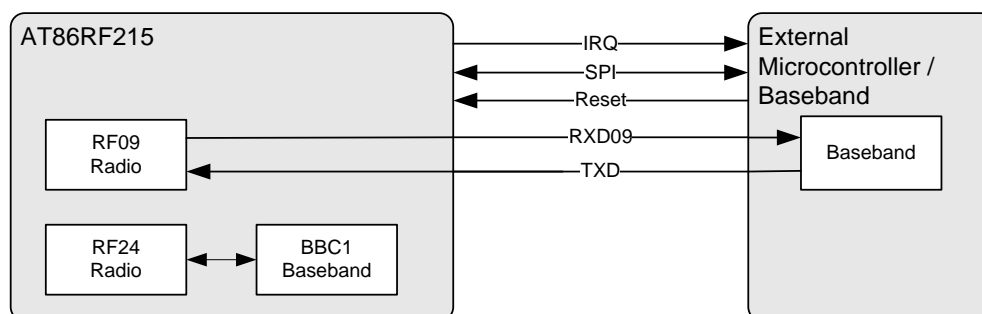 AT86RF215
IRQ
SPI
Reset
External
Microcontroller /
Baseband
RF09
Radio
RXD09
TXD
Baseband
RF24
Radio
BBC1
Baseband